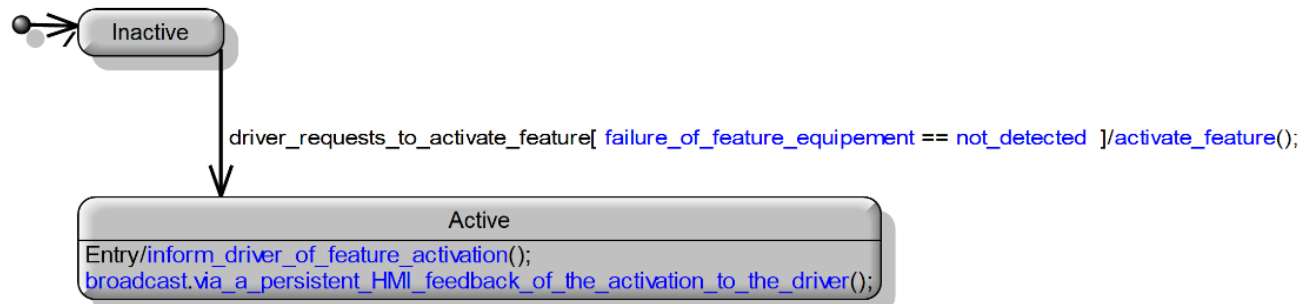 Inactive
driver_requests_to_activate_feature[ failure_of_feature_equipement == not_detected ]/activate_feature();
Active
Entry/inform_driver_of_feature_activation();
broadcast.via_a_persistent_HMI_feedback_of_the_activation_to_the_driver();